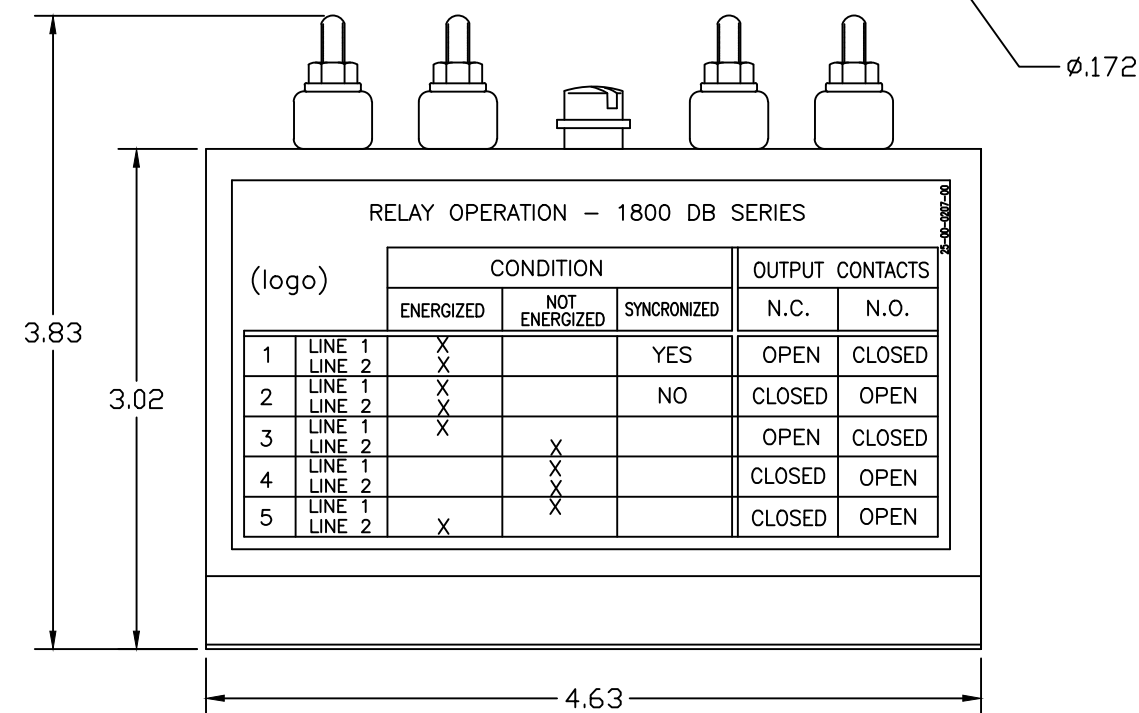 ø.172
RELAY OPERATION – 1800 DB SERIES
25-00-0207-00
(logo)
CONDITION
OUTPUT CONTACTS
ENERGIZED
NOT ENERGIZED
SYNCRONIZED
N.C.
N.O.
1 LINE 1 X YES OPEN CLOSED
LINE 2 X
2 LINE 1 X NO CLOSED OPEN
LINE 2 X
3 LINE 1 X OPEN CLOSED
LINE 2 X
4 LINE 1 X CLOSED OPEN
LINE 2 X
5 LINE 1 X CLOSED OPEN
LINE 2 X
3.83
3.02
4.63